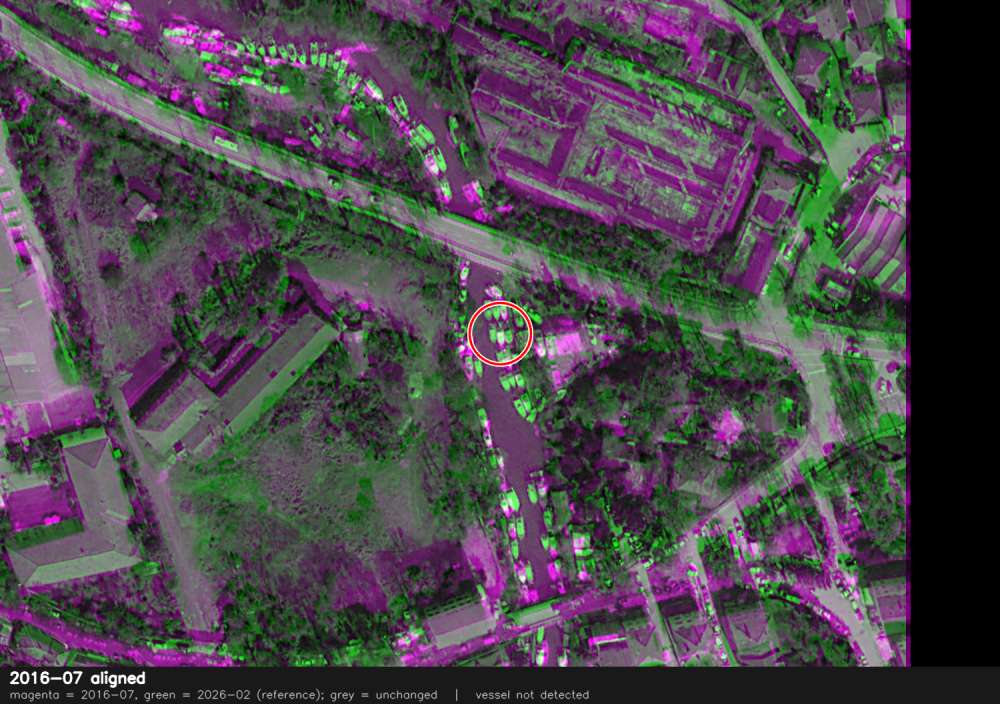 2016-07 aligned
magenta = 2016-07, green = 2026-02 (reference); grey = unchanged | vessel not detected